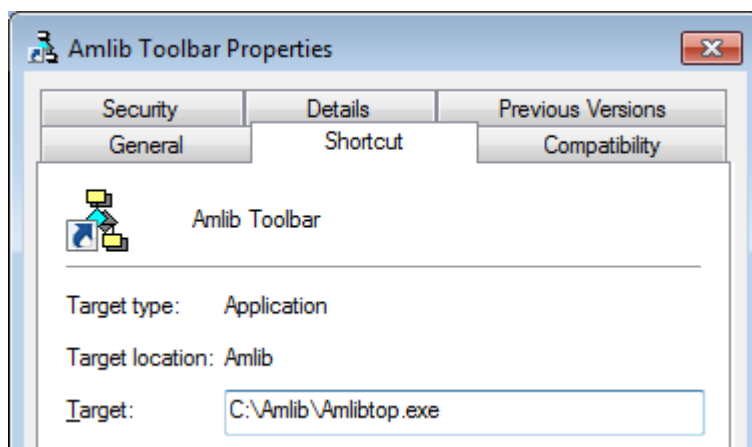 Amlib Toolbar Properties
Security Details Previous Versions
General Shortcut Compatibility
Amlib Toolbar
Target type: Application
Target location: Amlib
Target: C:\Amlib\Amlibtop.exe